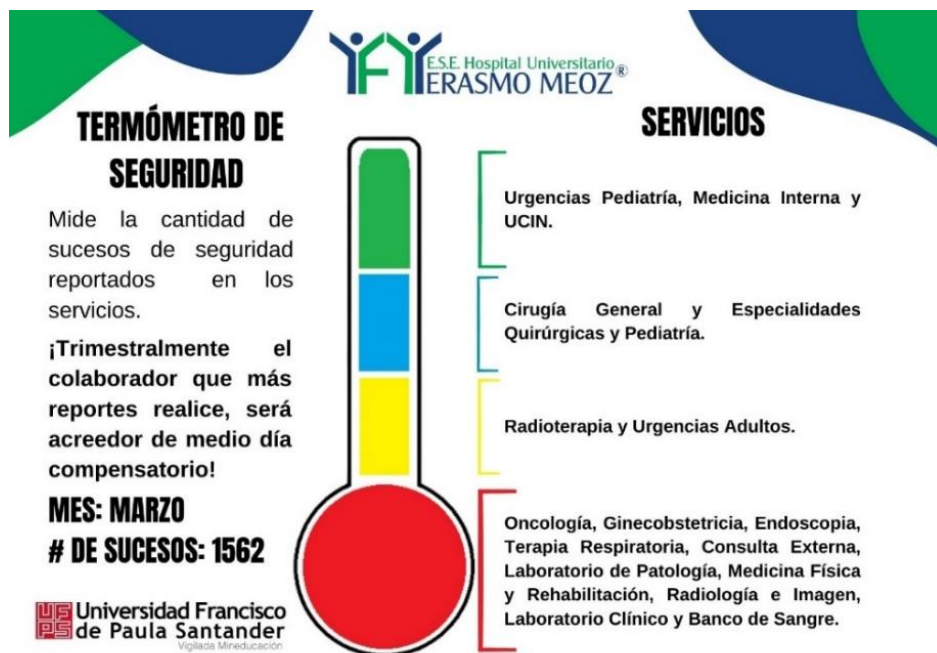 E.S.E. Hospital Universitario
ERASMO MEOZ®
TERMÓMETRO DE
SEGURIDAD
Mide la cantidad de
sucesos de seguridad
reportados en los
servicios.
¡Trimestralmente el
colaborador que más
reportes realice, será
acreedor de medio día
compensatorio!
MES: MARZO
# DE SUCESOS: 1562
UF
PS
Universidad Francisco
de Paula Santander
Vigilada Mineducación
SERVICIOS
Urgencias Pediatría, Medicina Interna y
UCIN.
Cirugía General y Especialidades
Quirúrgicas y Pediatría.
Radioterapia y Urgencias Adultos.
Oncología, Ginecobstetricia, Endoscopia,
Terapia Respiratoria, Consulta Externa,
Laboratorio de Patología, Medicina Física
y Rehabilitación, Radiología e Imagen,
Laboratorio Clínico y Banco de Sangre.